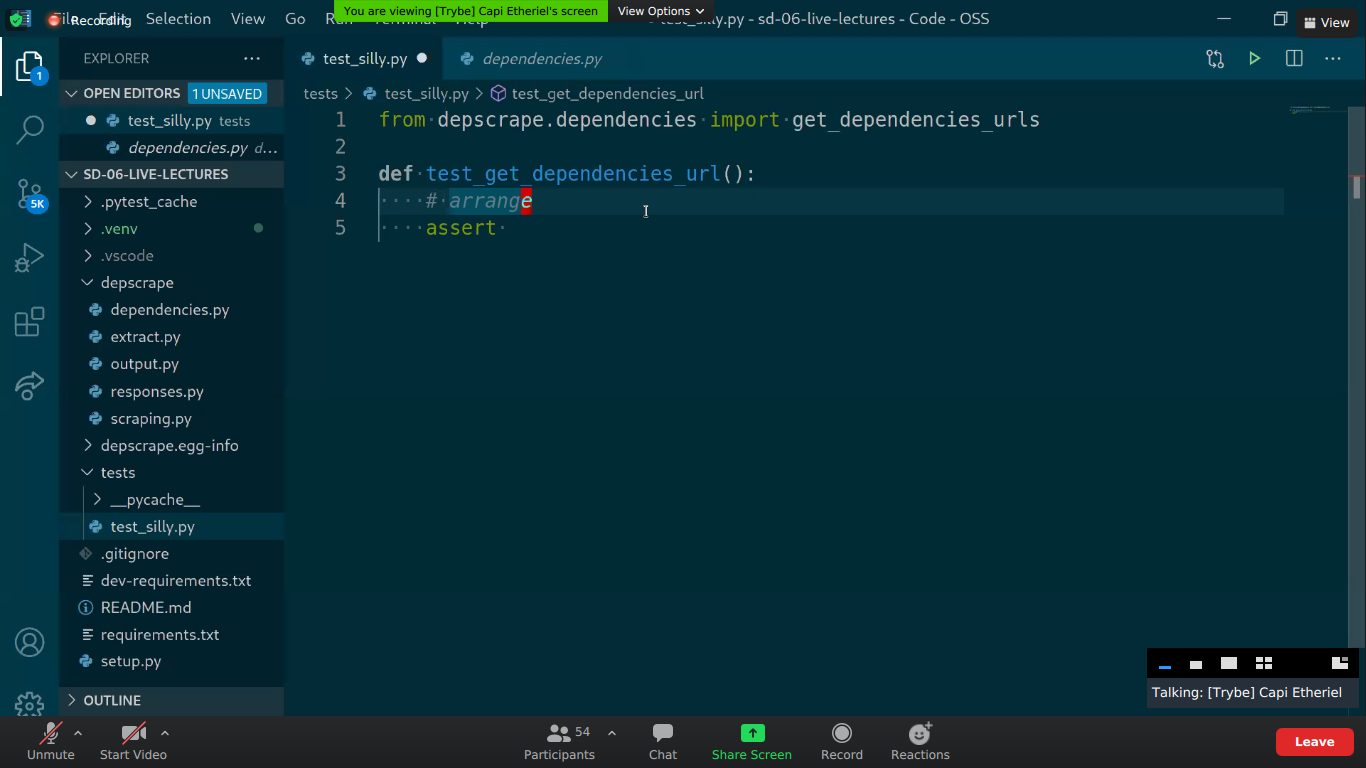 Recording
File Edit Selection View Go Run Terminal Help
You are viewing [Trybe] Capi Etheriel's screen
View Options
test_silly.py - sd-06-live-lectures - Code - OSS
View
EXPLORER
test_silly.py
dependencies.py
1
OPEN EDITORS 1 UNSAVED
tests > test_silly.py > test_get_dependencies_url
test_silly.py tests
dependencies.py d...
SD-06-LIVE-LECTURES
.pytest_cache
5K
.venv
.vscode
depscrape
dependencies.py
extract.py
output.py
responses.py
scraping.py
depscrape.egg-info
tests
__pycache__
test_silly.py
.gitignore
dev-requirements.txt
README.md
requirements.txt
setup.py
OUTLINE
1 from depscrape.dependencies import get_dependencies_urls
2
3 def test_get_dependencies_url():
4 # arrange
5 assert
Talking: [Trybe] Capi Etheriel
Unmute
Start Video
54
Participants
Chat
Share Screen
Record
Reactions
Leave